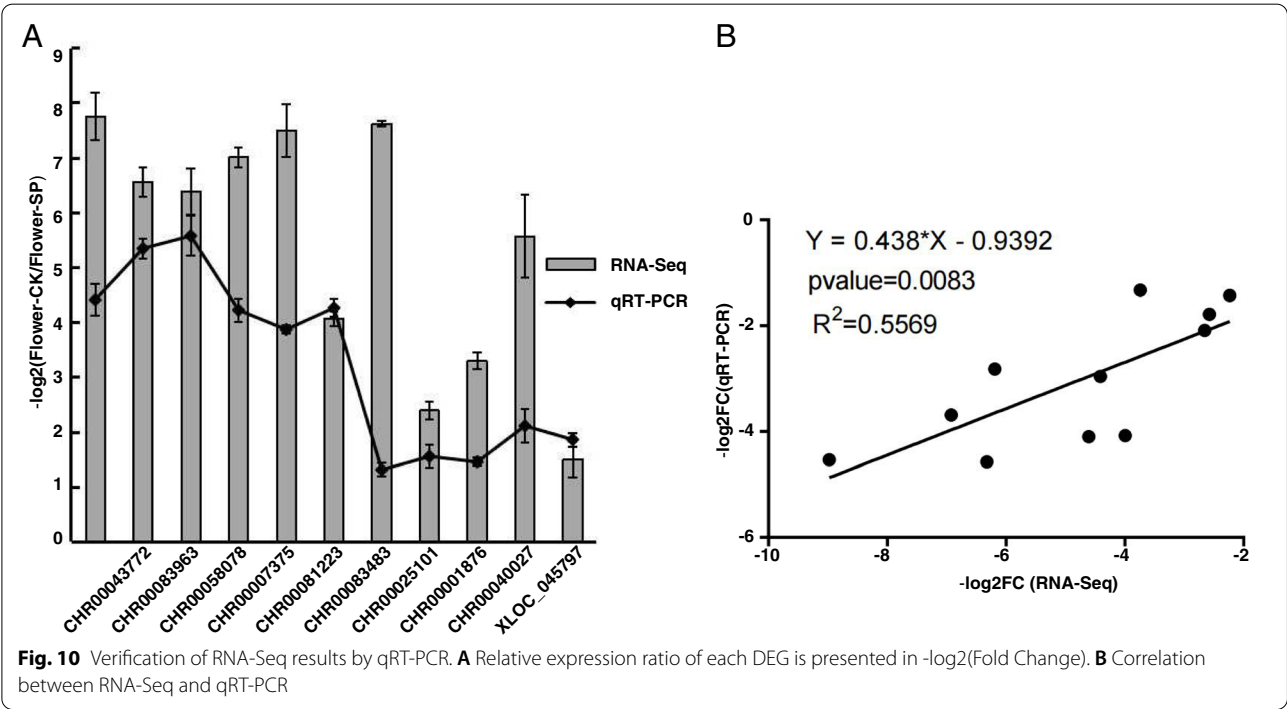 A
-log2(Flower-CK/Flower-SP)
9
8
7
6
5
4
3
2
1
0
CHR00043772
CHR00083963
CHR00058078
CHR00007375
CHR00081223
CHR00083483
CHR00025101
CHR00001876
CHR00040027
XLOC_045797
RNA-Seq
qRT-PCR
B
Y = 0.438*X - 0.9392
pvalue=0.0083
R²=0.5569
-log2FC(qRT-PCR)
0
-2
-4
-6
-10
-8
-6
-4
-2
-log2FC (RNA-Seq)
Fig. 10 Verification of RNA-Seq results by qRT-PCR. A Relative expression ratio of each DEG is presented in -log2(Fold Change). B Correlation
between RNA-Seq and qRT-PCR